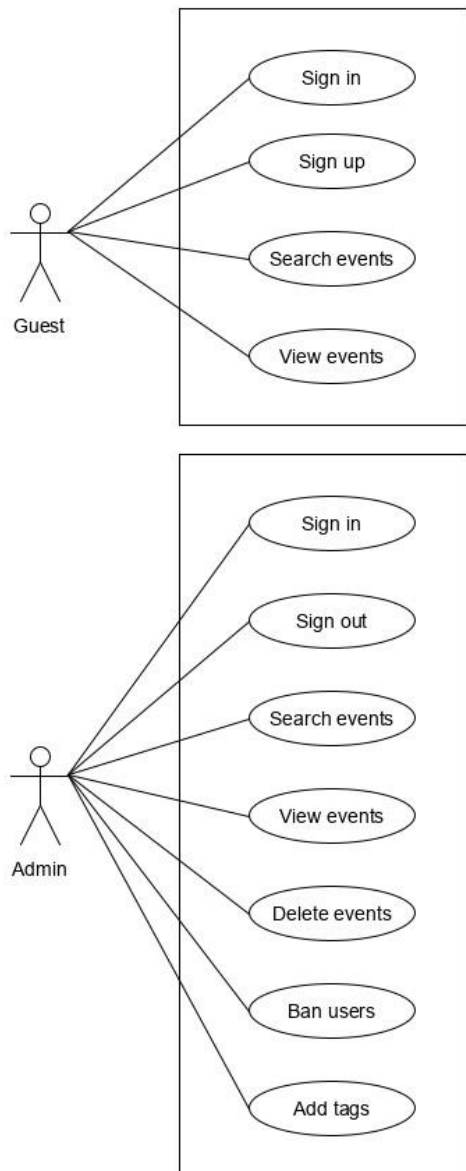 Sign in
Sign up
Search events
View events
Guest
Sign in
Sign out
Search events
View events
Delete events
Ban users
Add tags
Admin